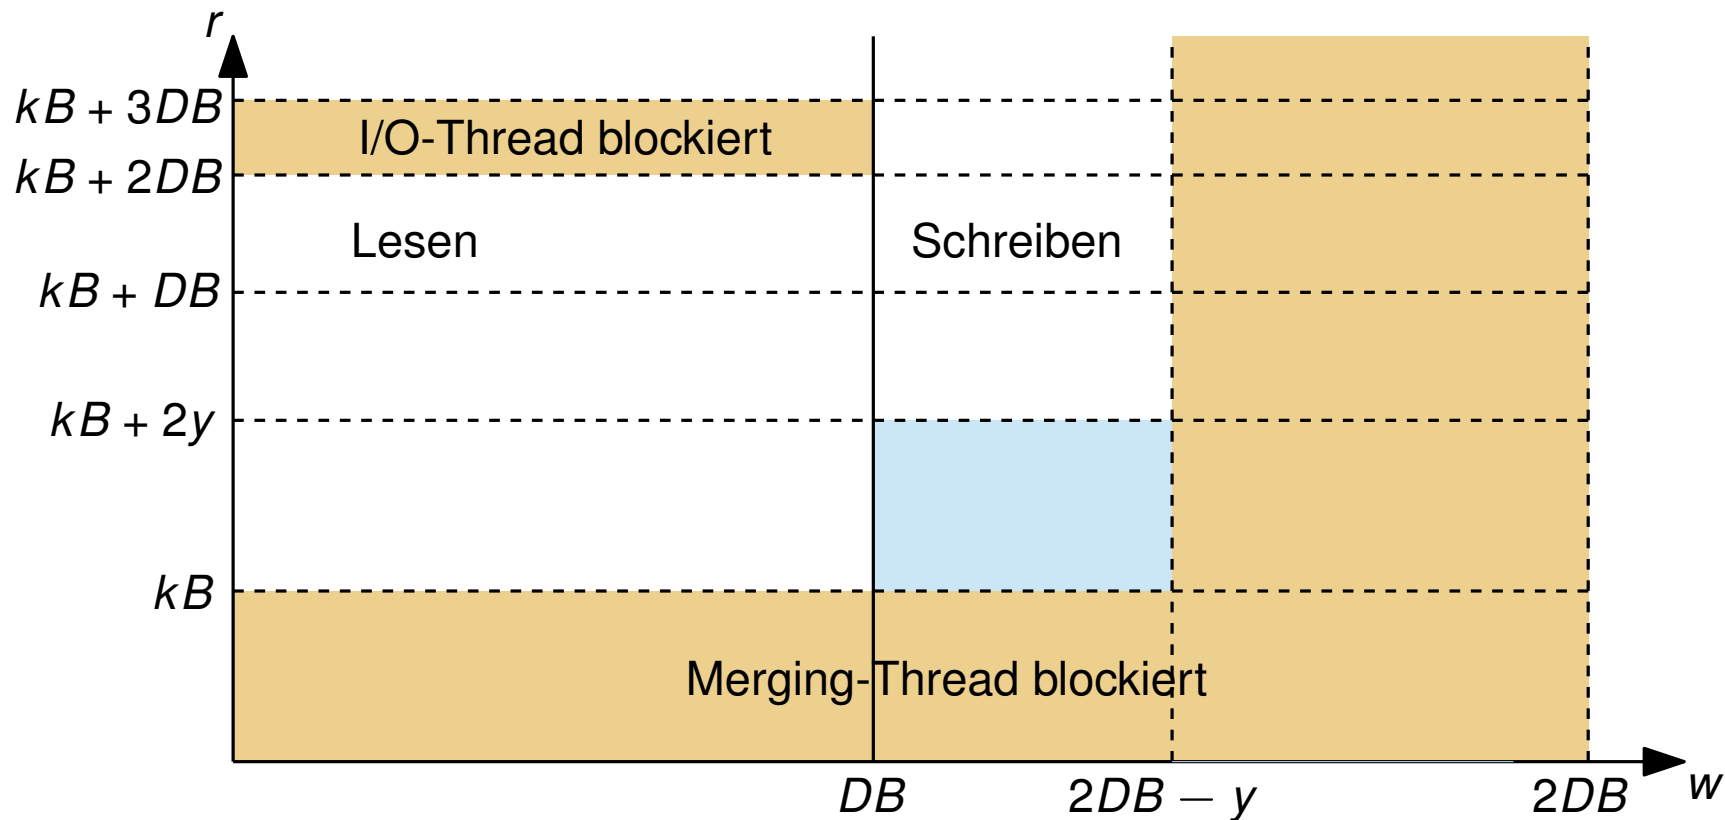 r
kB + 3DB
I/O-Thread blockiert
kB + 2DB
Lesen
Schreiben
kB + DB
kB + 2y
kB
Merging-Thread blockiert
DB
2DB − y
2DB
w